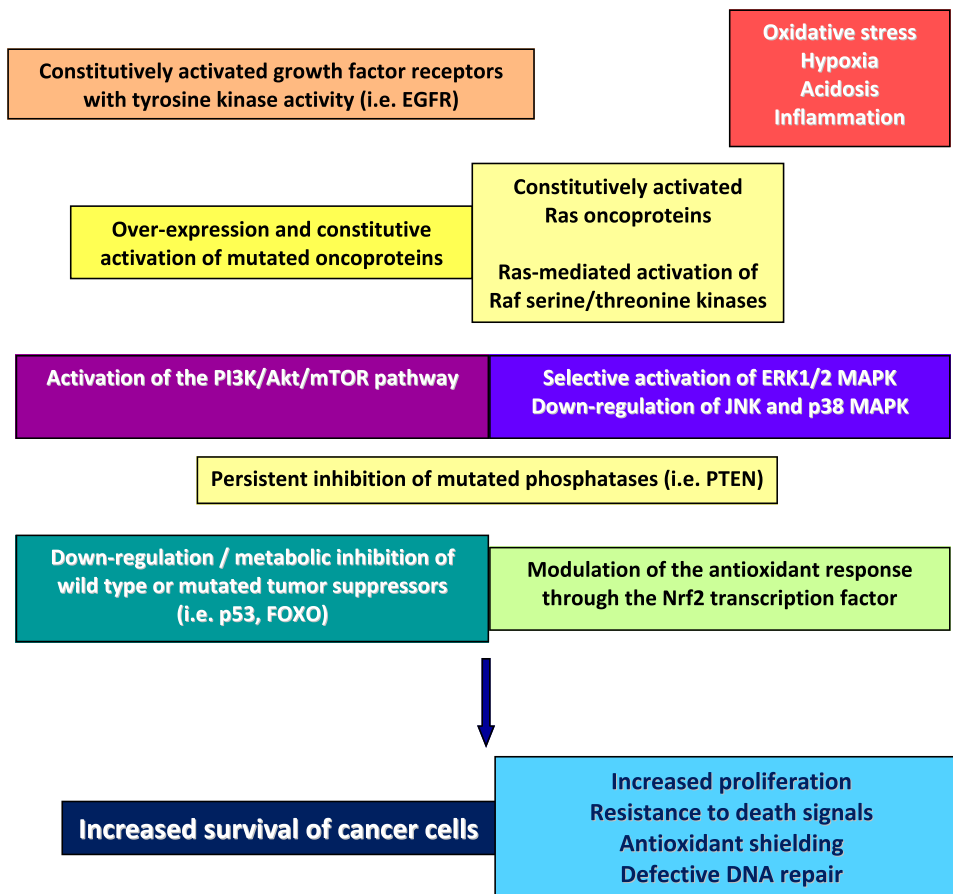 Constitutively activated growth factor receptors
with tyrosine kinase activity (i.e. EGFR)
Oxidative stress
Hypoxia
Acidosis
Inflammation
Over-expression and constitutive
activation of mutated oncoproteins
Constitutively activated
Ras oncoproteins
Ras-mediated activation of
Raf serine/threonine kinases
Activation of the PI3K/Akt/mTOR pathway
Selective activation of ERK1/2 MAPK
Down-regulation of JNK and p38 MAPK
Persistent inhibition of mutated phosphatases (i.e. PTEN)
Down-regulation / metabolic inhibition of
wild type or mutated tumor suppressors
(i.e. p53, FOXO)
Modulation of the antioxidant response
through the Nrf2 transcription factor
Increased survival of cancer cells
Increased proliferation
Resistance to death signals
Antioxidant shielding
Defective DNA repair